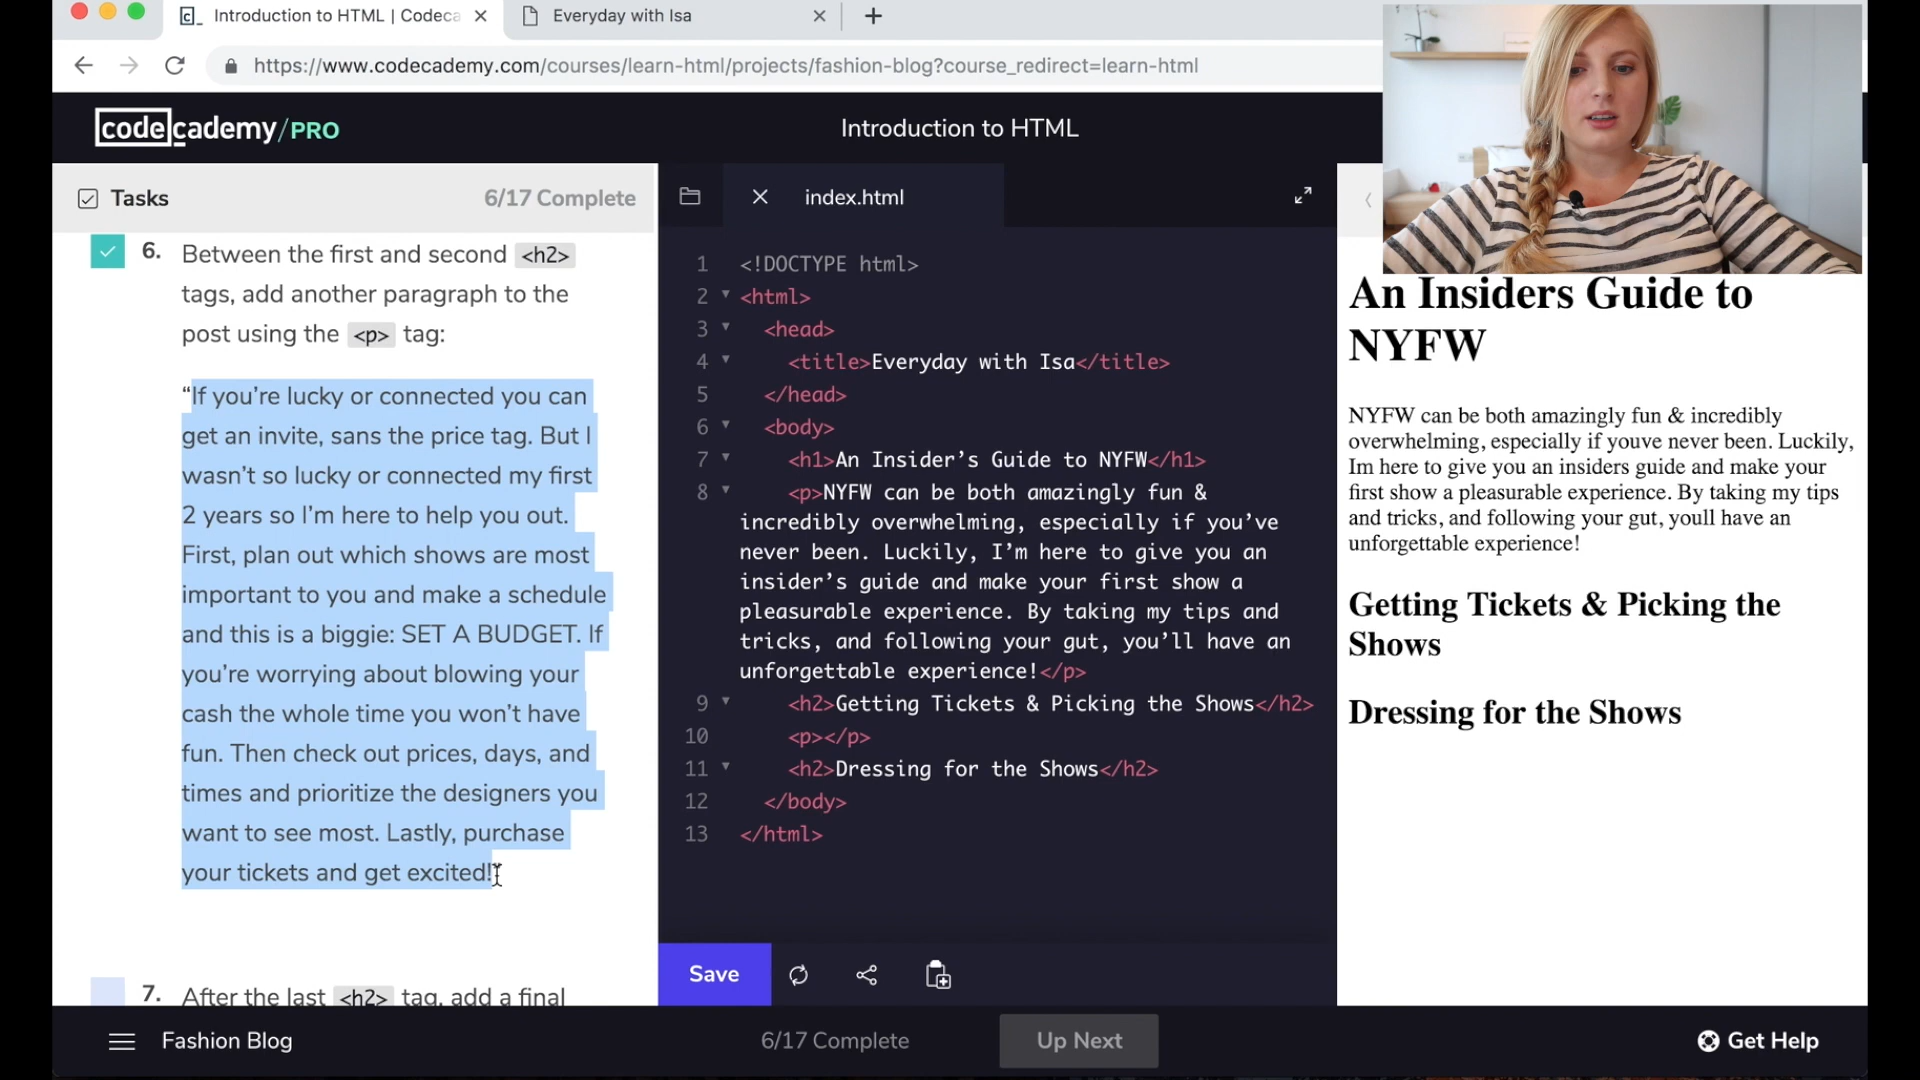 Introduction to HTML | Codeca
Everyday with Isa
https://www.codecademy.com/courses/learn-html/projects/fashion-blog?course_redirect=learn-html
codecademy/PRO
Introduction to HTML
Tasks
6/17 Complete
6. Between the first and second <h2>
tags, add another paragraph to the
post using the <p> tag:
“If you’re lucky or connected you can
get an invite, sans the price tag. But I
wasn’t so lucky or connected my first
2 years so I’m here to help you out.
First, plan out which shows are most
important to you and make a schedule
and this is a biggie: SET A BUDGET. If
you’re worrying about blowing your
cash the whole time you won’t have
fun. Then check out prices, days, and
times and prioritize the designers you
want to see most. Lastly, purchase
your tickets and get excited!
7. After the last <h2> tag, add a final
index.html
1 <!DOCTYPE html>
2 <html>
3 <head>
4 <title>Everyday with Isa</title>
5 </head>
6 <body>
7 <h1>An Insider’s Guide to NYFW</h1>
8 <p>NYFW can be both amazingly fun &
incredibly overwhelming, especially if you’ve
never been. Luckily, I’m here to give you an
insider’s guide and make your first show a
pleasurable experience. By taking my tips and
tricks, and following your gut, you’ll have an
unforgettable experience!</p>
9 <h2>Getting Tickets & Picking the Shows</h2>
10 <p></p>
11 <h2>Dressing for the Shows</h2>
12 </body>
13 </html>
Save
An Insiders Guide to
NYFW
NYFW can be both amazingly fun & incredibly
overwhelming, especially if youve never been. Luckily,
Im here to give you an insiders guide and make your
first show a pleasurable experience. By taking my tips
and tricks, and following your gut, youll have an
unforgettable experience!
Getting Tickets & Picking the
Shows
Dressing for the Shows
Fashion Blog
6/17 Complete
Up Next
Get Help